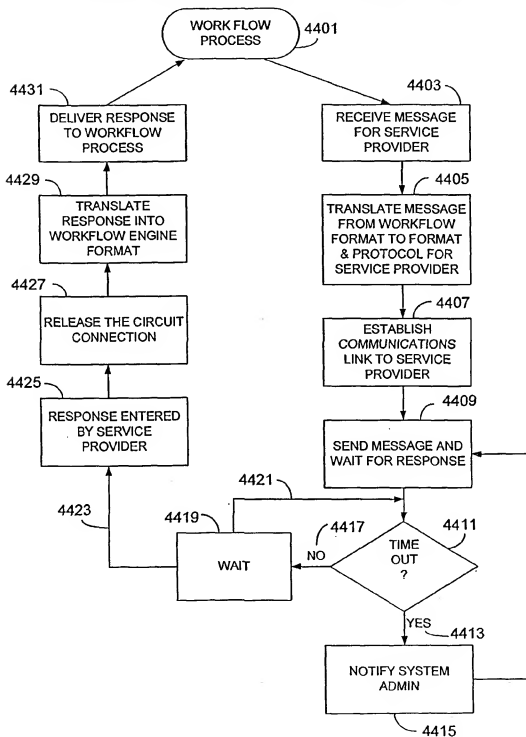 WORK FLOW
PROCESS
4401
4431
DELIVER RESPONSE
TO WORKFLOW
PROCESS
4403
RECEIVE MESSAGE
FOR SERVICE
PROVIDER
4429
TRANSLATE
RESPONSE INTO
WORKFLOW ENGINE
FORMAT
4405
TRANSLATE MESSAGE
FROM WORKFLOW
FORMAT TO FORMAT
& PROTOCOL FOR
SERVICE PROVIDER
4427
RELEASE THE CIRCUIT
CONNECTION
4407
ESTABLISH
COMMUNICATIONS
LINK TO SERVICE
PROVIDER
4425
RESPONSE ENTERED
BY SERVICE
PROVIDER
4409
SEND MESSAGE AND
WAIT FOR RESPONSE
4421
4423
4419
WAIT
4417
NO
4411
TIME
OUT
?
YES
4413
NOTIFY SYSTEM
ADMIN
4415